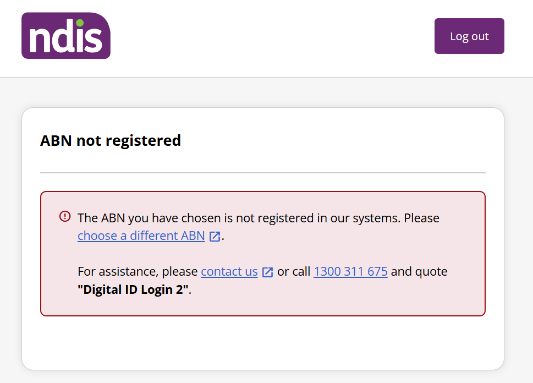 ndis
Log out
ABN not registered
The ABN you have chosen is not registered in our systems. Please
choose a different ABN.
For assistance, please contact us or call 1300 311 675 and quote
"Digital ID Login 2".